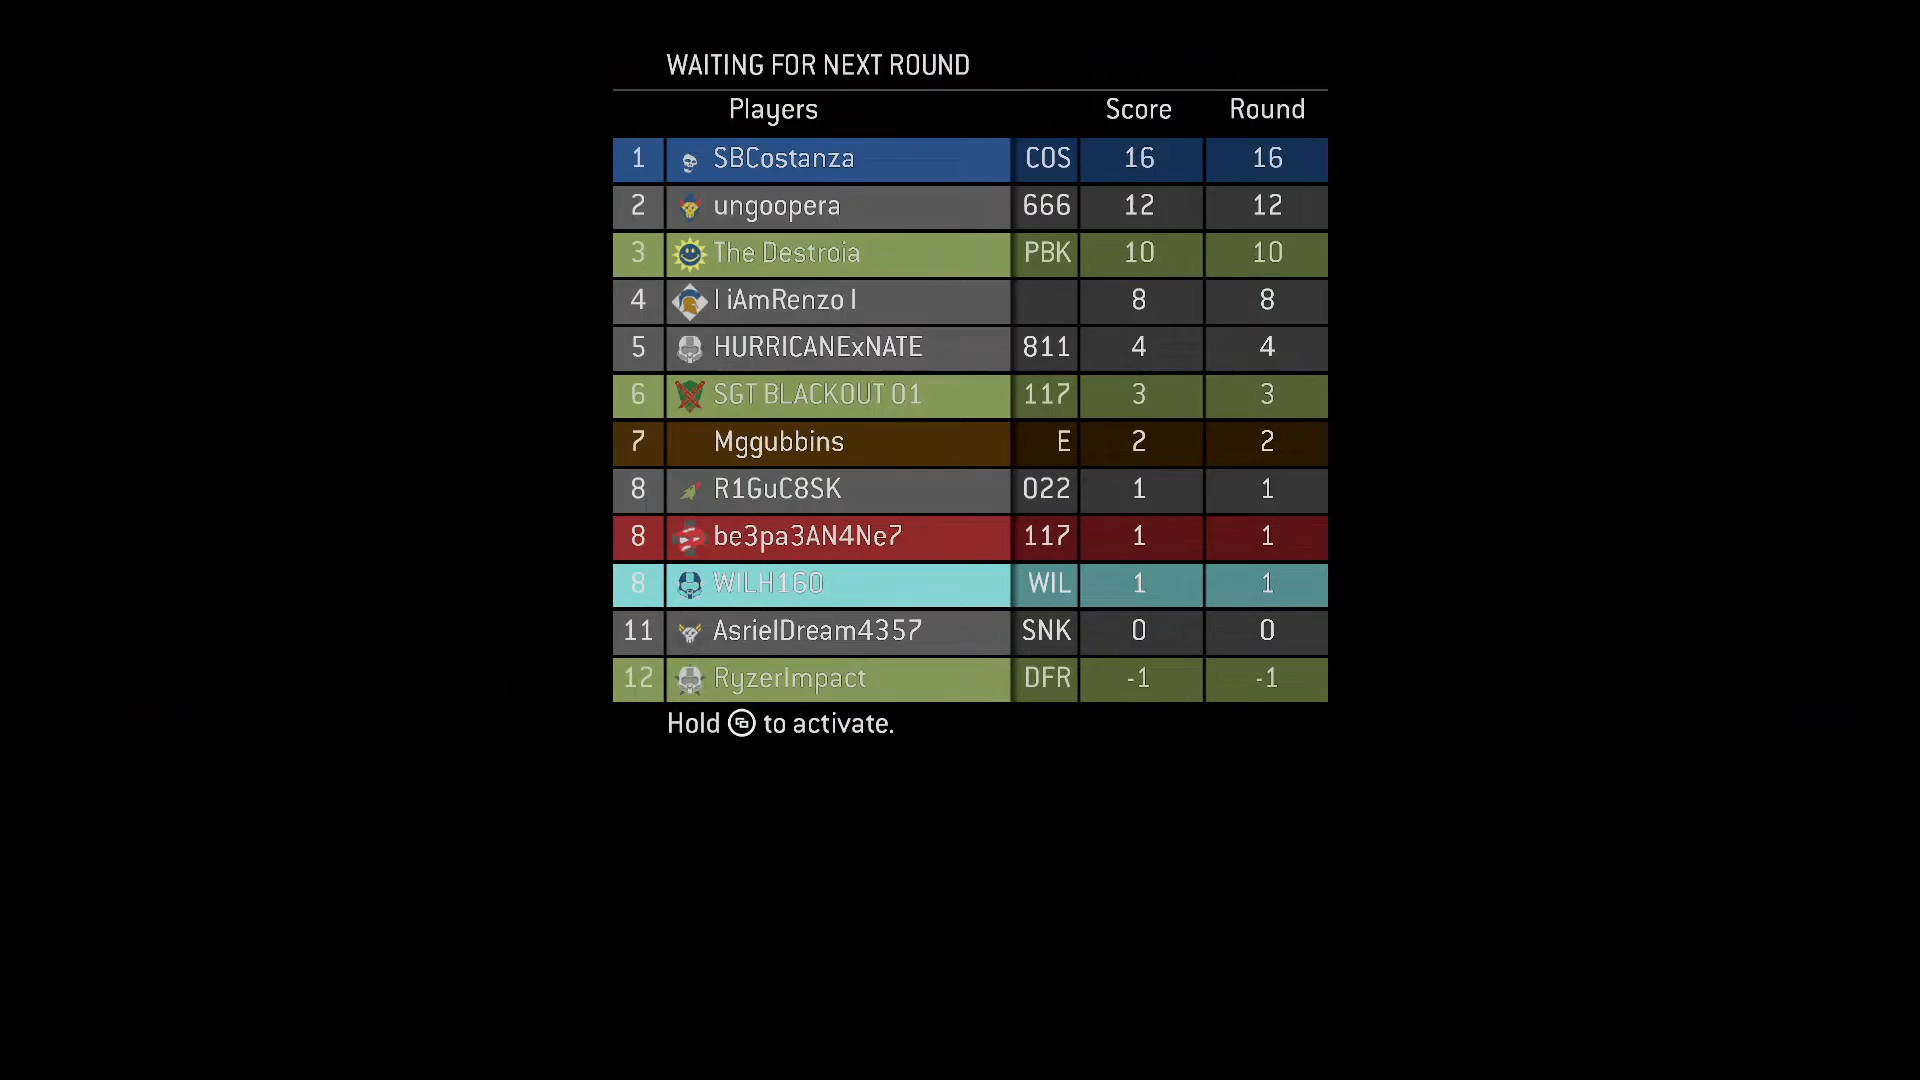 WAITING FOR NEXT ROUND
Players Score Round
1 SBCostanza COS 16 16
2 ungoopera 666 12 12
3 The Destroia PBK 10 10
4 I iAmRenzo I 8 8
5 HURRICANExNATE 811 4 4
6 SGT BLACKOUT 01 117 3 3
7 Mggubbins E 2 2
8 R1GuC8SK 022 1 1
8 be3pa3AN4Ne7 117 1 1
8 WILH160 WIL 1 1
11 AsrielDream4357 SNK 0 0
12 RyzerImpact DFR -1 -1
Hold to activate.